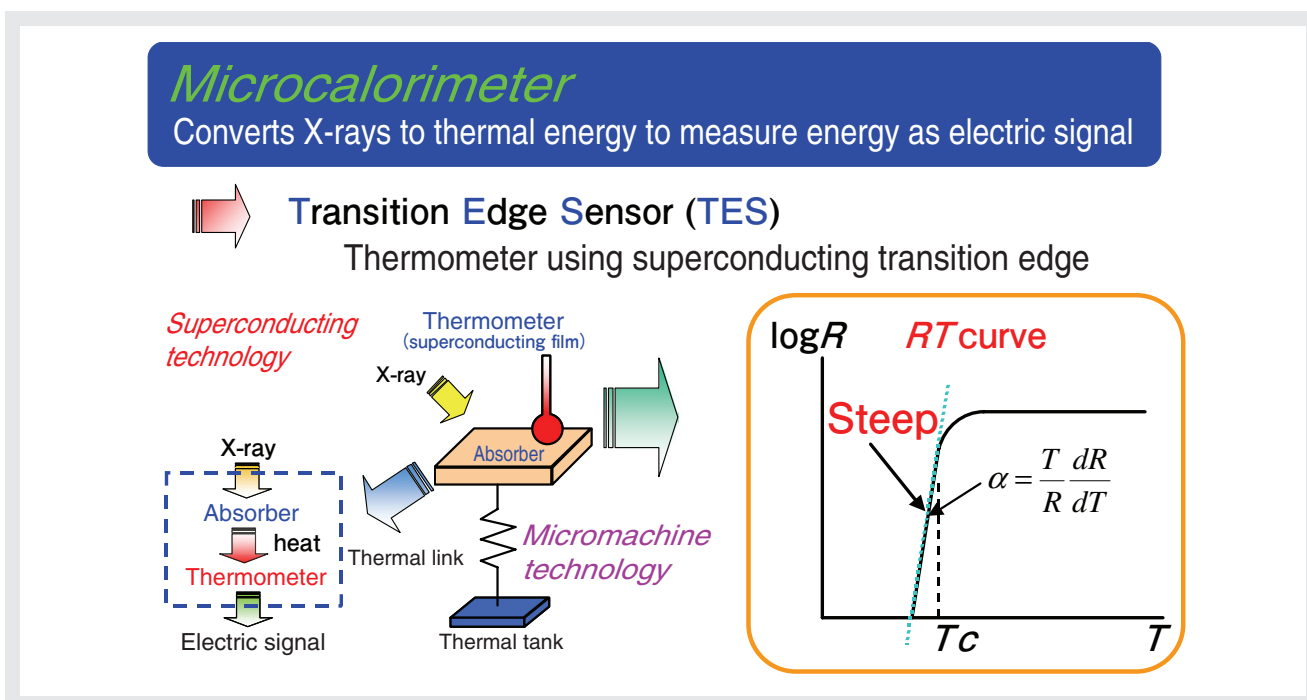 Microcalorimeter
Converts X-rays to thermal energy to measure energy as electric signal
Transition Edge Sensor (TES)
Thermometer using superconducting transition edge
Superconducting
technology
Thermometer
(superconducting film)
X-ray
Absorber
X-ray
Absorber
heat
Thermometer
Electric signal
Thermal link
Micromachine
technology
Thermal tank
logR
RT curve
Steep
α = T/R dR/dT
Tc
T